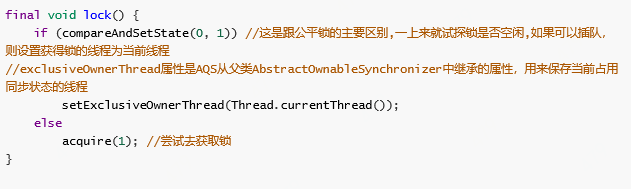 final void lock() {
if (compareAndSetState(0, 1)) //这是跟公平锁的主要区别,一上来就试探锁是否空闲,如果可以插队,
则设置获得锁的线程为当前线程
//exclusiveOwnerThread属性是AQS从父类AbstractOwnableSynchronizer中继承的属性，用来保存当前占用
同步状态的线程
setExclusiveOwnerThread(Thread.currentThread());
else
acquire(1); //尝试去获取锁
}